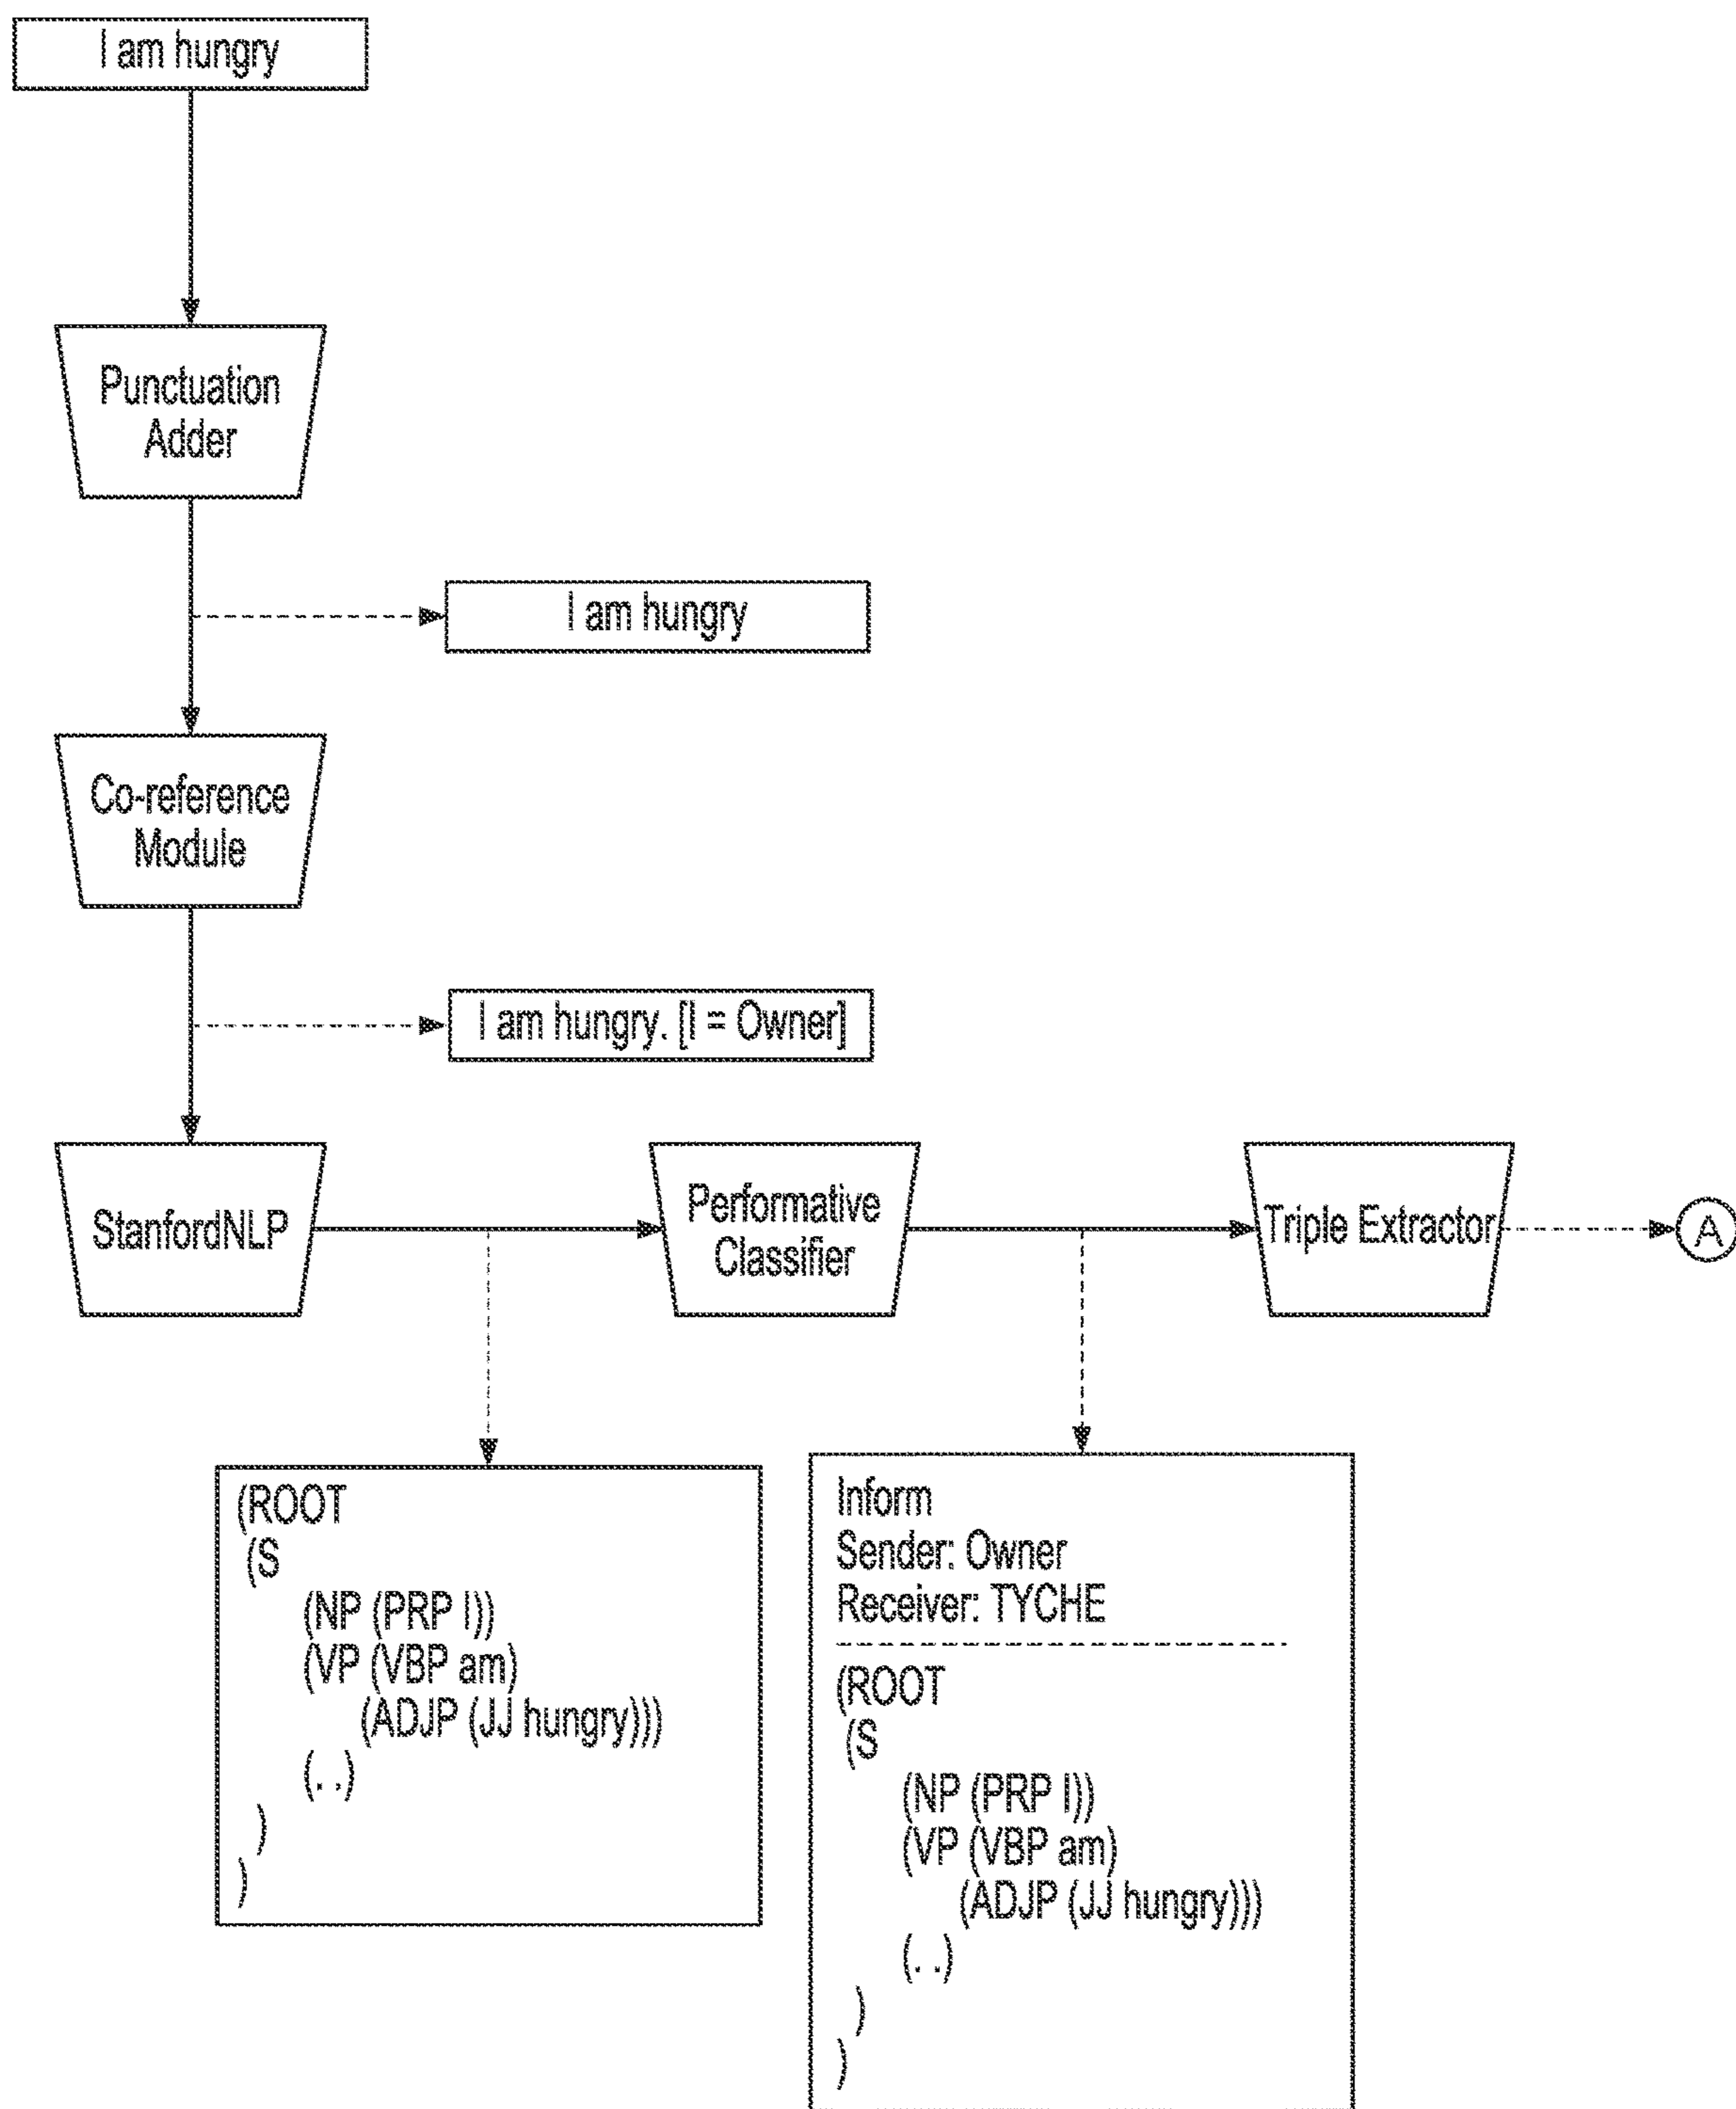 I am hungry
Punctuation
Adder
I am hungry
Co-reference
Module
I am hungry. [I = Owner]
StanfordNLP
Performative
Classifier
Triple Extractor
A
(ROOT
(S
(NP (PRP I))
(VP (VBP am)
(ADJP (JJ hungry)))
(. .)
)
)
Inform
Sender: Owner
Receiver: TYCHE
(ROOT
(S
(NP (PRP I))
(VP (VBP am)
(ADJP (JJ hungry)))
(. .)
)
)